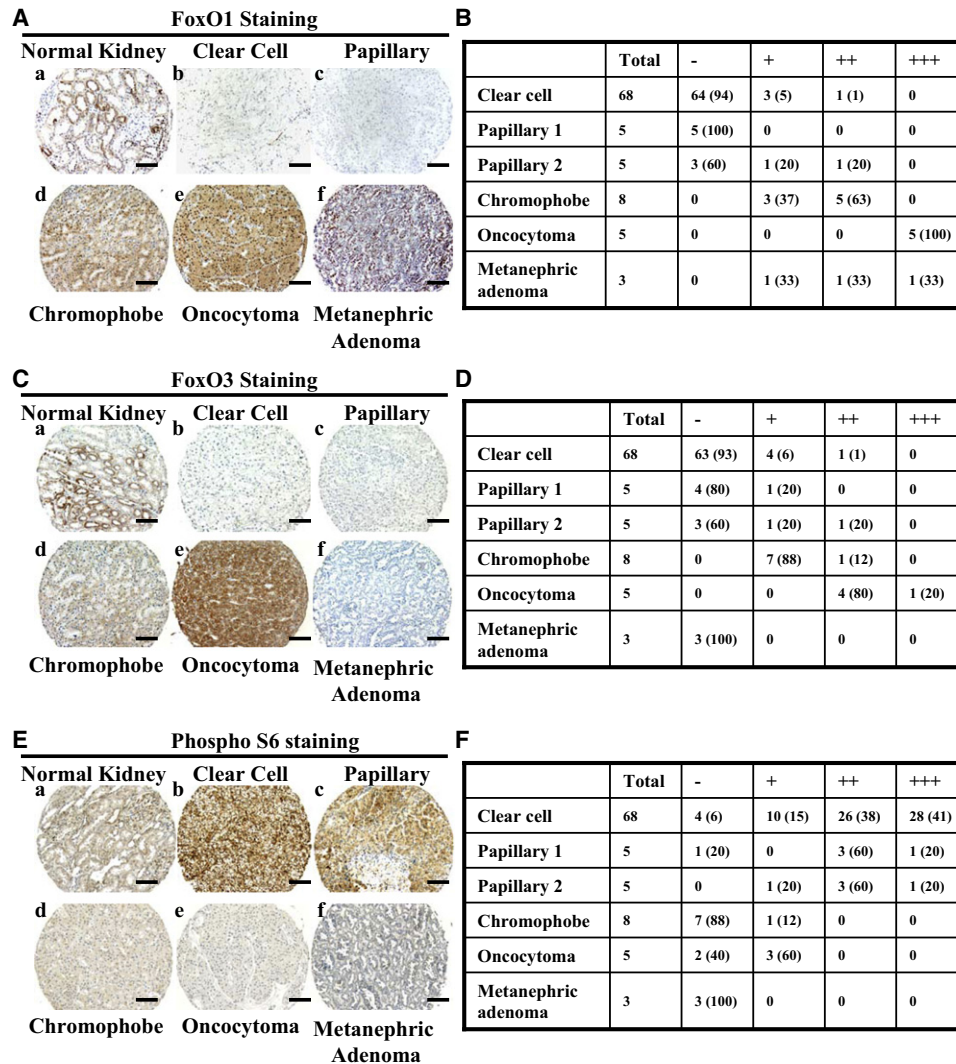 A
FoxO1 Staining
Normal Kidney Clear Cell Papillary
a b c
d e f
Chromophobe Oncocytoma Metanephric
Adenoma
B
Total - + ++ +++
Clear cell 68 64 (94) 3 (5) 1 (1) 0
Papillary 1 5 5 (100) 0 0 0
Papillary 2 5 3 (60) 1 (20) 1 (20) 0
Chromophobe 8 0 3 (37) 5 (63) 0
Oncocytoma 5 0 0 0 5 (100)
Metanephric
adenoma 3 0 1 (33) 1 (33) 1 (33)
C
FoxO3 Staining
Normal Kidney Clear Cell Papillary
a b c
d e f
Chromophobe Oncocytoma Metanephric
Adenoma
D
Total - + ++ +++
Clear cell 68 63 (93) 4 (6) 1 (1) 0
Papillary 1 5 4 (80) 1 (20) 0 0
Papillary 2 5 3 (60) 1 (20) 1 (20) 0
Chromophobe 8 0 7 (88) 1 (12) 0
Oncocytoma 5 0 0 4 (80) 1 (20)
Metanephric
adenoma 3 3 (100) 0 0 0
E
Phospho S6 staining
Normal Kidney Clear Cell Papillary
a b c
d e f
Chromophobe Oncocytoma Metanephric
Adenoma
F
Total - + ++ +++
Clear cell 68 4 (6) 10 (15) 26 (38) 28 (41)
Papillary 1 5 1 (20) 0 3 (60) 1 (20)
Papillary 2 5 0 1 (20) 3 (60) 1 (20)
Chromophobe 8 7 (88) 1 (12) 0 0
Oncocytoma 5 2 (40) 3 (60) 0 0
Metanephric
adenoma 3 3 (100) 0 0 0